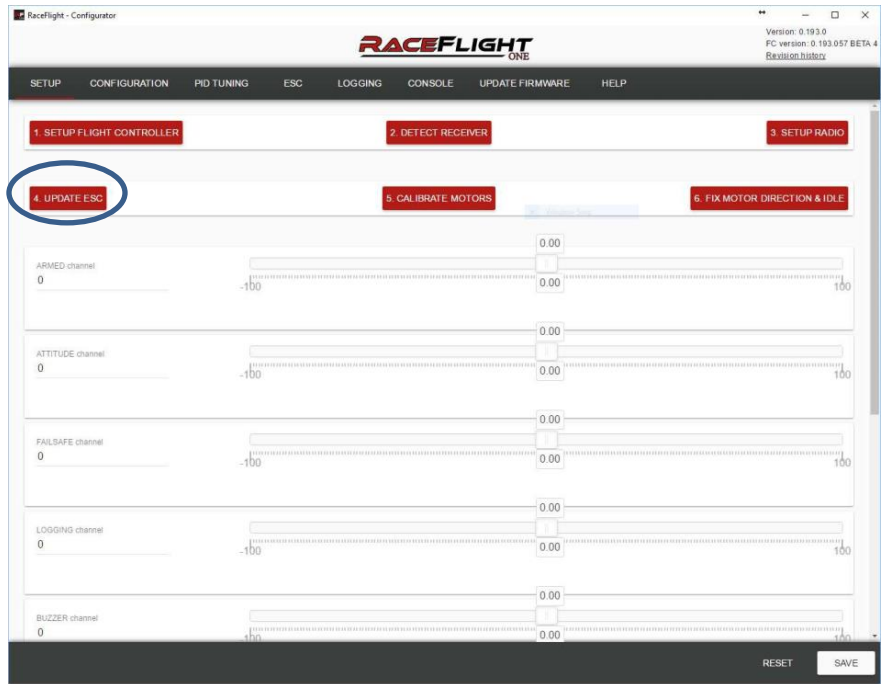 RaceFlight - Configurator
Version: 0.193.0
RACEFLIGHT
FC version: 0.193.057 BETA 4
ONE
Revision history
SETUP CONFIGURATION PID TUNING ESC LOGGING CONSOLE UPDATE FIRMWARE HELP
1. SETUP FLIGHT CONTROLLER 2. DETECT RECEIVER 3. SETUP RADIO
4. UPDATE ESC 5. CALIBRATE MOTORS 6. FIX MOTOR DIRECTION & IDLE
0.00
ARMED channel
0
-100 0.00 100
0.00
ATTITUDE channel
0
-100 0.00 100
0.00
FAILSAFE channel
0
-100 0.00 100
0.00
LOGGING channel
0
-100 0.00 100
0.00
BUZZER channel
0
-100 0.00 100
RESET SAVE